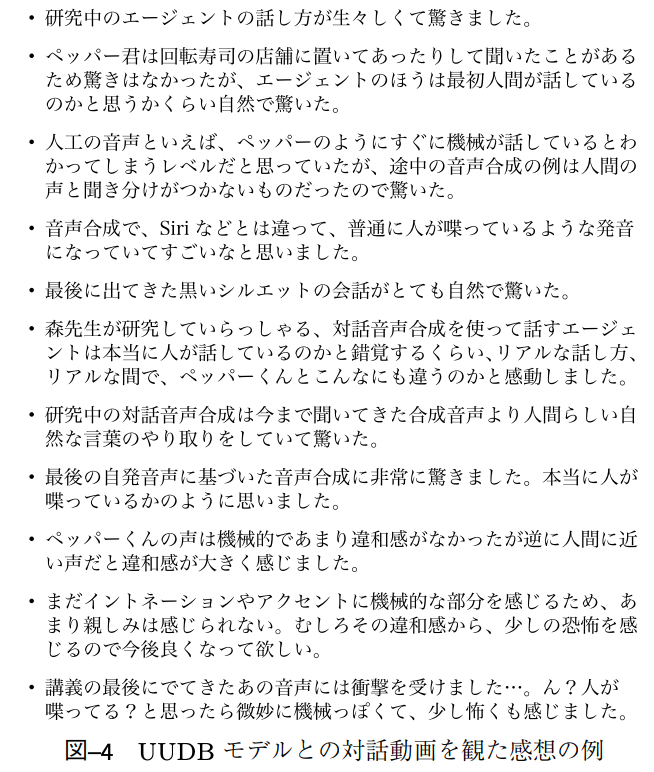 ・研究中のエージェントの話し方が生々しくて驚きました。
・ペッパー君は回転寿司の店舗に置いてあったりして聞いたことがある
ため驚きはなかったが、エージェントのほうは最初人間が話している
のかと思うかくらい自然で驚いた。
・人工の音声といえば、ペッパーのようにすぐに機械が話しているとわ
かってしまうレベルだと思っていたが、途中の音声合成の例は人間の
声と聞き分けがつかないものだったので驚いた。
・音声合成で、Siri などとは違って、普通に人が喋っているような発音
になっていてすごいなと思いました。
・最後に出てきた黒いシルエットの会話がとても自然で驚いた。
・森先生が研究していらっしゃる、対話音声合成を使って話すエージェ
ントは本当に人が話しているのかと錯覚するくらい、リアルな話し方、
リアルな間で、ペッパーくんとこんなにも違うのかと感動しました。
・研究中の対話音声合成は今まで聞いてきた合成音声より人間らしい自
然な言葉のやり取りをしていて驚いた。
・最後の自発音声に基づいた音声合成に非常に驚きました。本当に人が
喋っているかのように思いました。
・ペッパーくんの声は機械的であまり違和感がなかったが逆に人間に近
い声だと違和感が大きく感じました。
・まだイントネーションやアクセントに機械的な部分を感じるため、あ
まり親しみは感じられない。むしろその違和感から、少しの恐怖を感
じるので今後良くなって欲しい。
・講義の最後にでてきたあの音声には衝撃を受けました…。ん？人が
喋ってる？と思ったら微妙に機械っぽくて、少し怖くも感じました。
図–4　UUDB モデルとの対話動画を観た感想の例